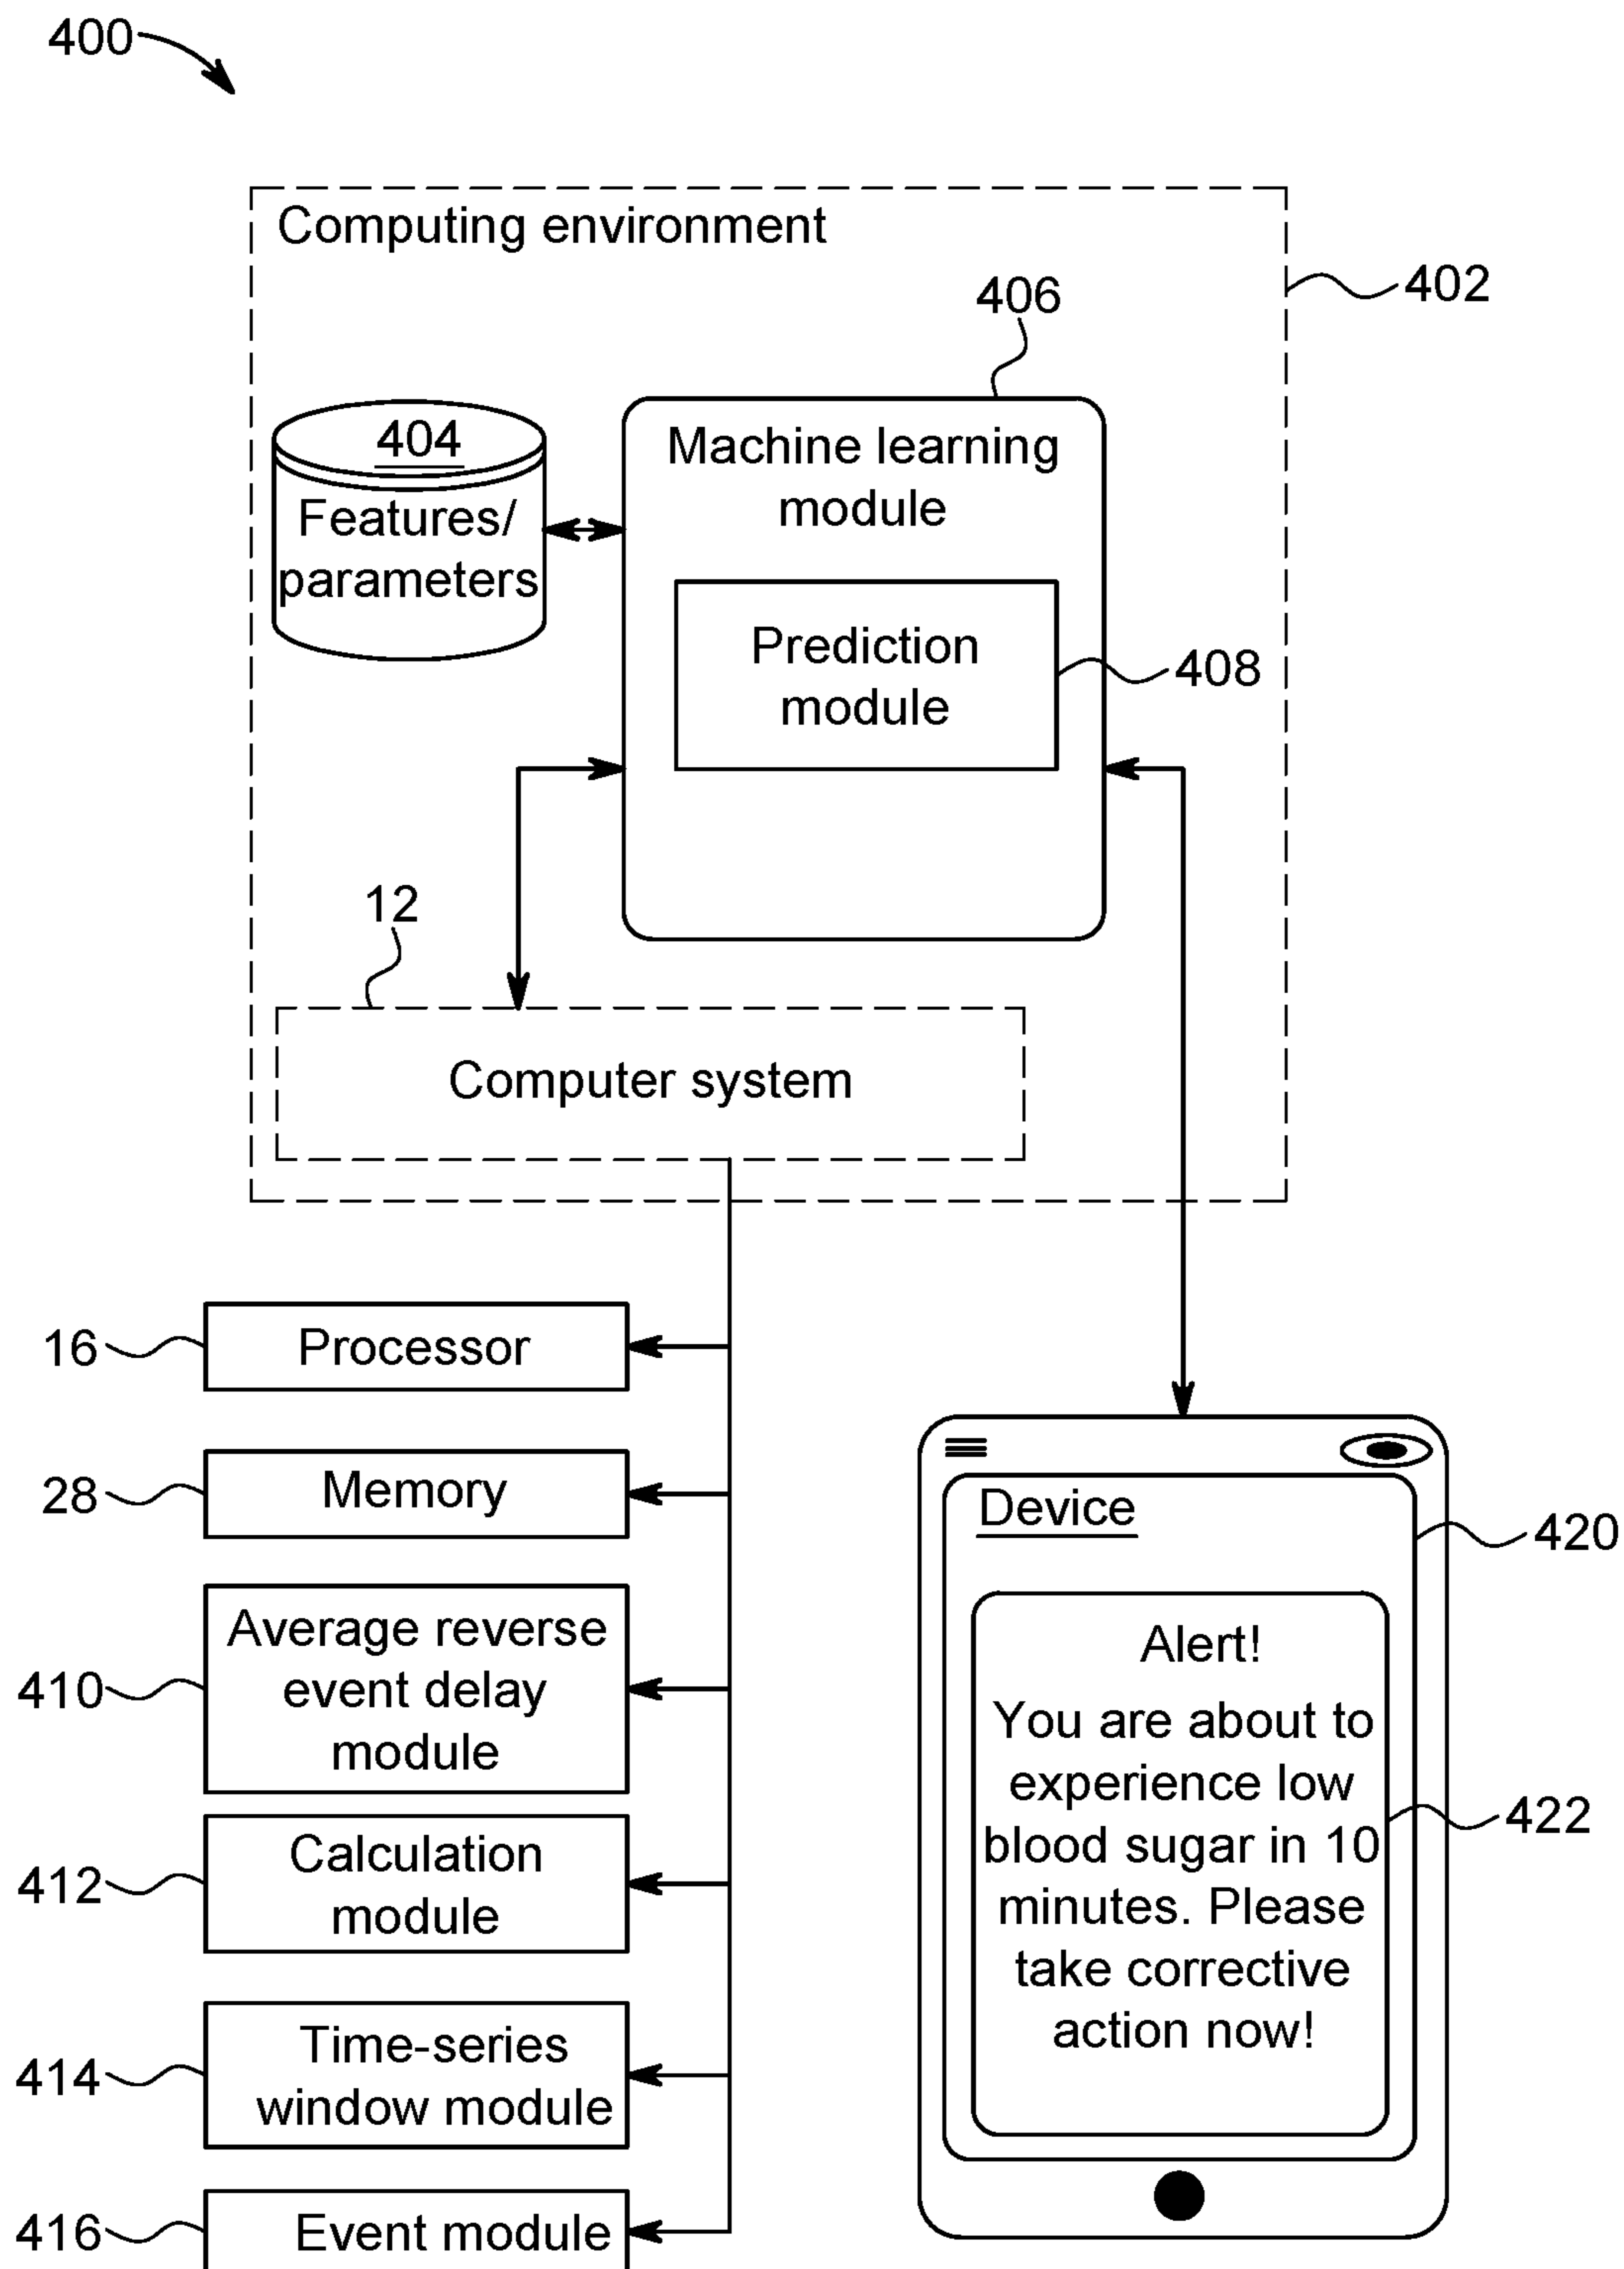 400
Computing environment
402
406
404
Features/
parameters
Machine learning
module
Prediction
module
408
12
Computer system
16
Processor
28
Memory
410
Average reverse
event delay
module
412
Calculation
module
414
Time-series
window module
416
Event module
Device
420
Alert!
You are about to
experience low
blood sugar in 10
minutes. Please
take corrective
action now!
422